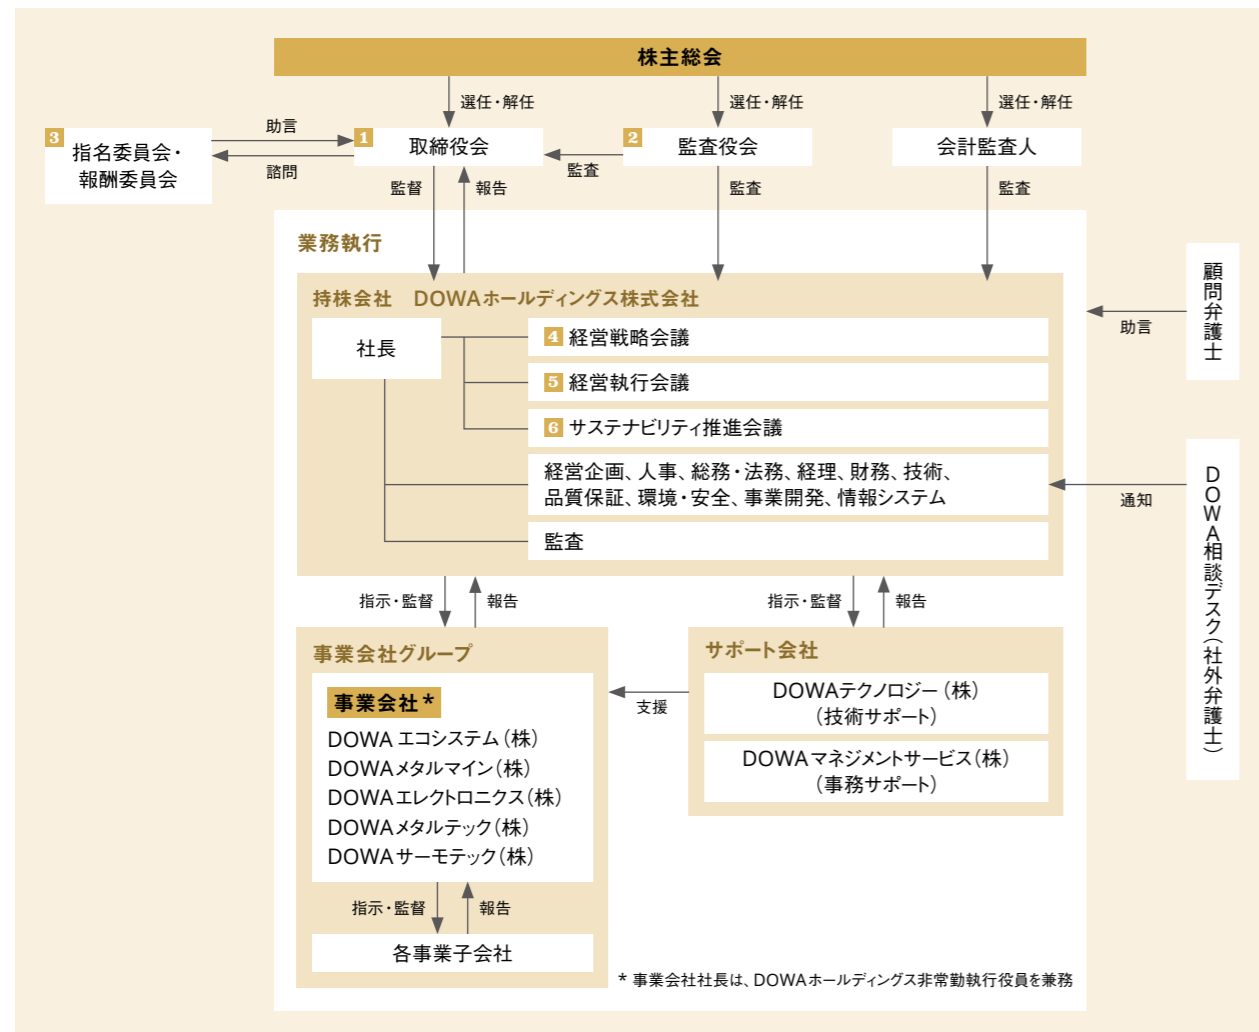 株主総会
選任・解任
選任・解任
選任・解任
3
指名委員会・
報酬委員会
助言
諮問
1
取締役会
監査
2
監査役会
会計監査人
監督
報告
監査
監査
業務執行
持株会社 DOWAホールディングス株式会社
社長
4 経営戦略会議
5 経営執行会議
6 サステナビリティ推進会議
経営企画、人事、総務・法務、経理、財務、技術、
品質保証、環境・安全、事業開発、情報システム
監査
顧問弁護士
助言
DOWA相談デスク(社外弁護士)
通知
指示・監督
報告
指示・監督
報告
事業会社グループ
事業会社*
DOWAエコシステム(株)
DOWAメタルマイン(株)
DOWAエレクトロニクス(株)
DOWAメタルテック(株)
DOWAサーモテック(株)
指示・監督
報告
各事業子会社
支援
サポート会社
DOWAテクノロジー(株)
(技術サポート)
DOWAマネジメントサービス(株)
(事務サポート)
* 事業会社社長は、DOWAホールディングス非常勤執行役員を兼務